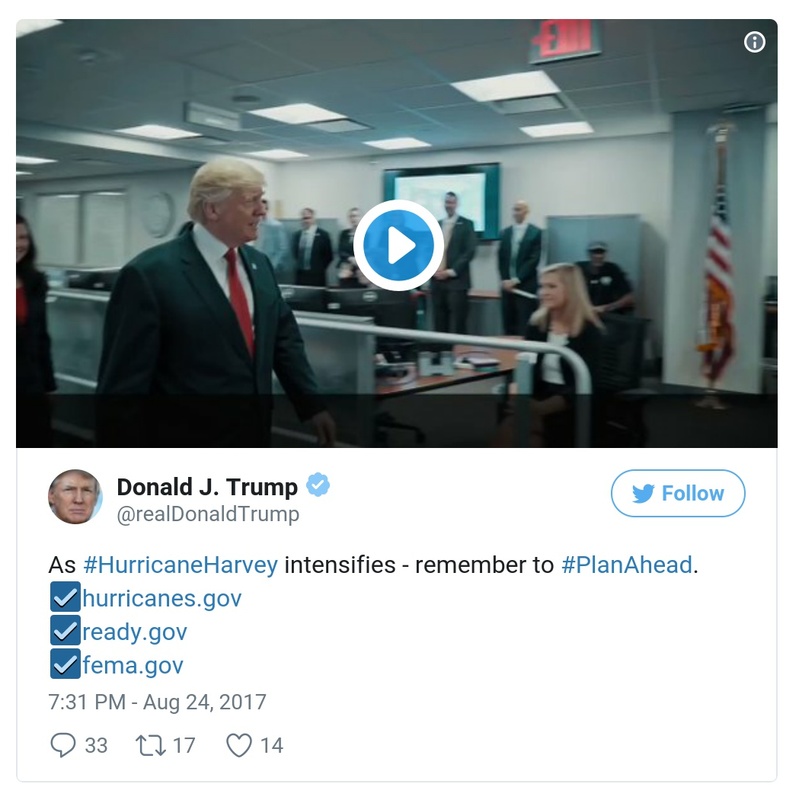 EXIT
Donald J. Trump
@realDonaldTrump
Follow
As #HurricaneHarvey intensifies - remember to #PlanAhead.
☑hurricanes.gov
☑ready.gov
☑fema.gov
7:31 PM - Aug 24, 2017
33 17 14